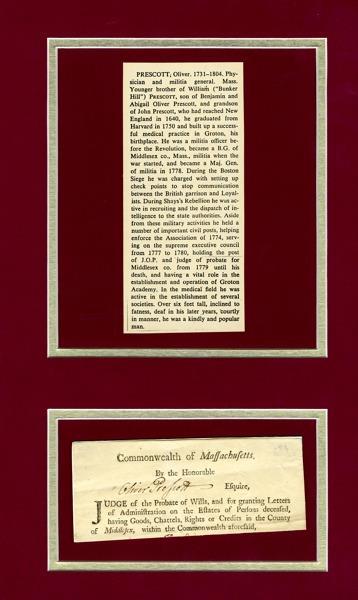 PRESCOTT, Oliver. 1731–1804. Phy-
sician and militia general. Mass.
Younger brother of William ("Bunker
Hill") PRESCOTT, son of Benjamin and
Abigail Oliver Prescott, and grandson
of John Prescott, who had reached New
England in 1640, he graduated from
Harvard in 1750 and built up a success-
ful medical practice in Groton, his
birthplace. He was a militia officer be-
fore the Revolution, became a B.G. of
Middlesex co., Mass., militia when the
war started, and became a Maj. Gen.
of militia in 1778. During the Boston
Siege he was charged with setting up
check points to stop communication
between the British garrison and Loyal-
ists. During Shays's Rebellion he was ac-
tive in recruiting and the dispatch of in-
telligence to the state authorities. Aside
from these military activities he held a
number of important civil posts, helping
enforce the Association of 1774, serv-
ing on the supreme executive council
from 1777 to 1780, holding the post
of J.O.P. and judge of probate for
Middlesex co. from 1779 until his
death, and having a vital role in the
establishment and operation of Groton
Academy. In the medical field he was
active in the establishment of several
societies. Over six feet tall, inclined to
fatness, deaf in his later years, courtly
in manner, he was a kindly and popular
man.
Commonwealth of Maſſachuſetts.
By the Honorable
Oliver Preſcott Eſquire,
JUDGE of the Probate of Wills, and for granting Letters
of Adminiſtration on the Eſtates of Perſons deceaſed,
having Goods, Chattels, Rights or Credits in the County
of Middleſex, within the Commonwealth aforeſaid,